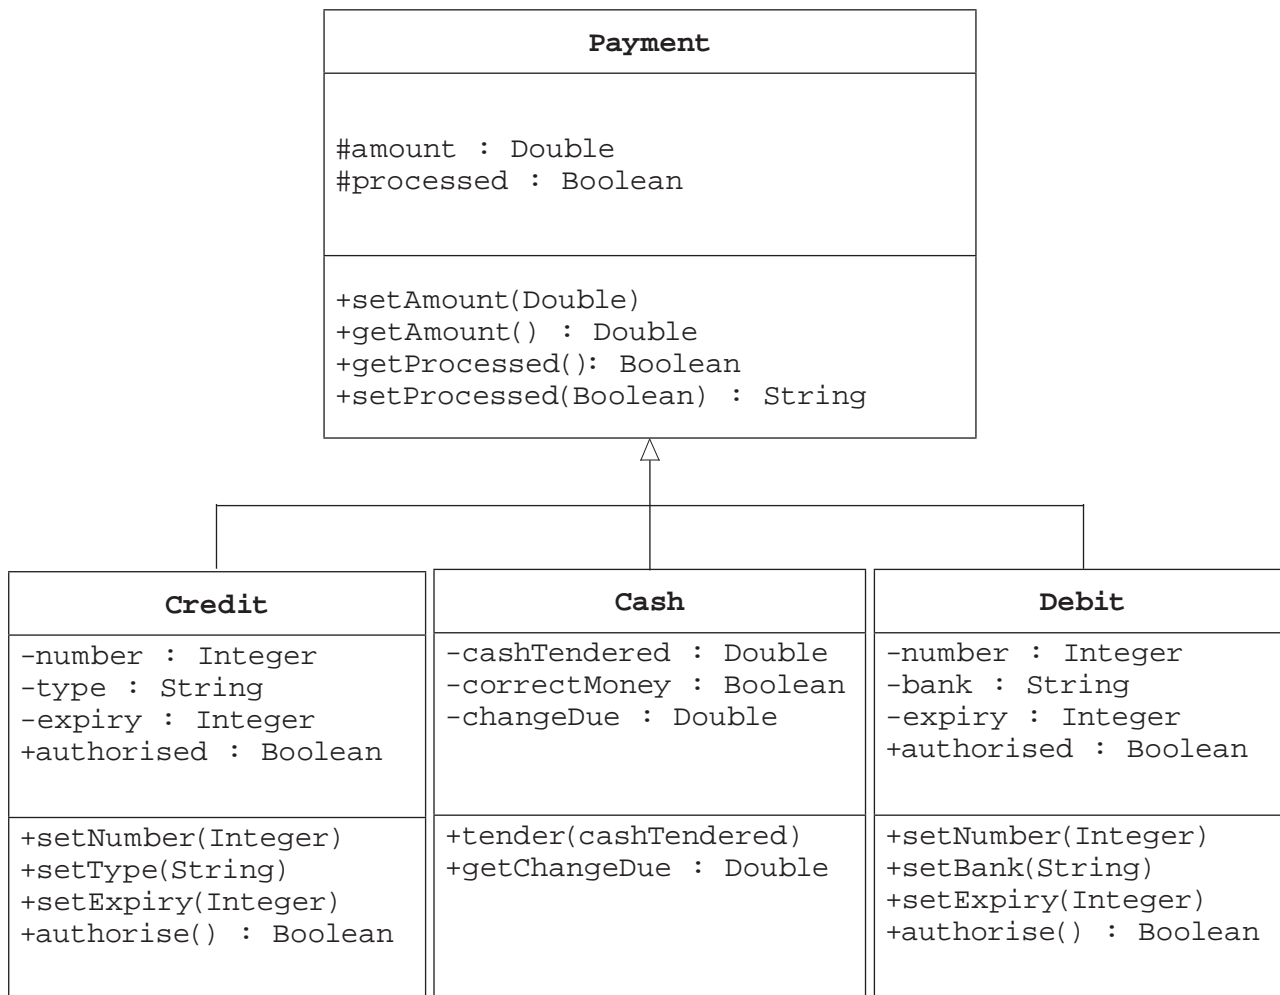 Payment
#amount : Double
#processed : Boolean
+setAmount(Double)
+getAmount() : Double
+getProcessed(): Boolean
+setProcessed(Boolean) : String
Credit
-number : Integer
-type : String
-expiry : Integer
+authorised : Boolean
+setNumber(Integer)
+setType(String)
+setExpiry(Integer)
+authorise() : Boolean
Cash
-cashTendered : Double
-correctMoney : Boolean
-changeDue : Double
+tender(cashTendered)
+getChangeDue : Double
Debit
-number : Integer
-bank : String
-expiry : Integer
+authorised : Boolean
+setNumber(Integer)
+setBank(String)
+setExpiry(Integer)
+authorise() : Boolean